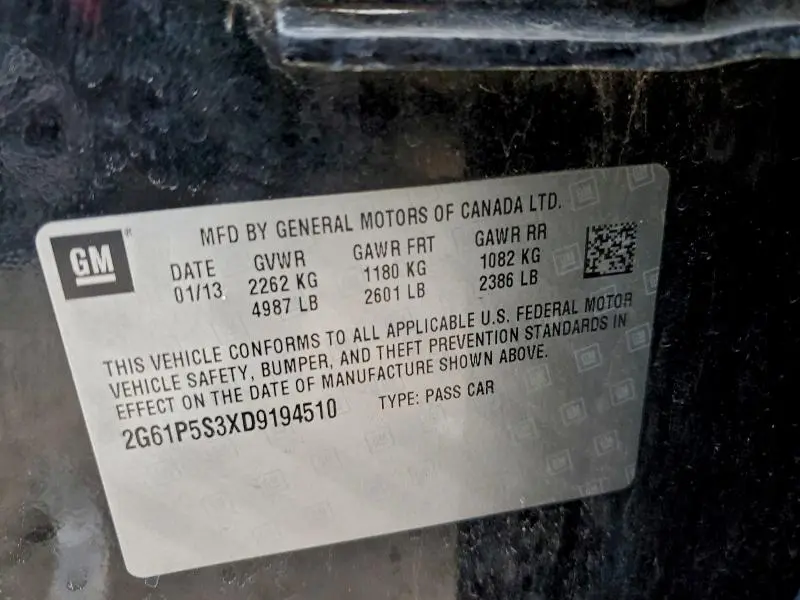 GM®
MFD BY GENERAL MOTORS OF CANADA LTD.
DATE GVWR GAWR FRT GAWR RR
01/13 2262 KG 1180 KG 1082 KG
4987 LB 2601 LB 2386 LB
THIS VEHICLE CONFORMS TO ALL APPLICABLE U.S. FEDERAL MOTOR
VEHICLE SAFETY, BUMPER, AND THEFT PREVENTION STANDARDS IN
EFFECT ON THE DATE OF MANUFACTURE SHOWN ABOVE.
2G61P5S3XD9194510 TYPE: PASS CAR